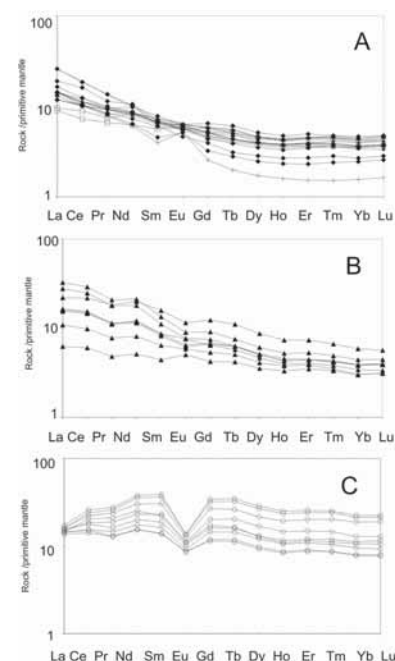 100
A
Rock /primitive mantle
10
1
La Ce Pr Nd Sm Eu Gd Tb Dy Ho Er Tm Yb Lu
100
B
Rock /primitive mantle
10
1
La Ce Pr Nd Sm Eu Gd Tb Dy Ho Er Tm Yb Lu
100
C
Rock /primitive mantle
10
1
La Ce Pr Nd Sm Eu Gd Tb Dy Ho Er Tm Yb Lu